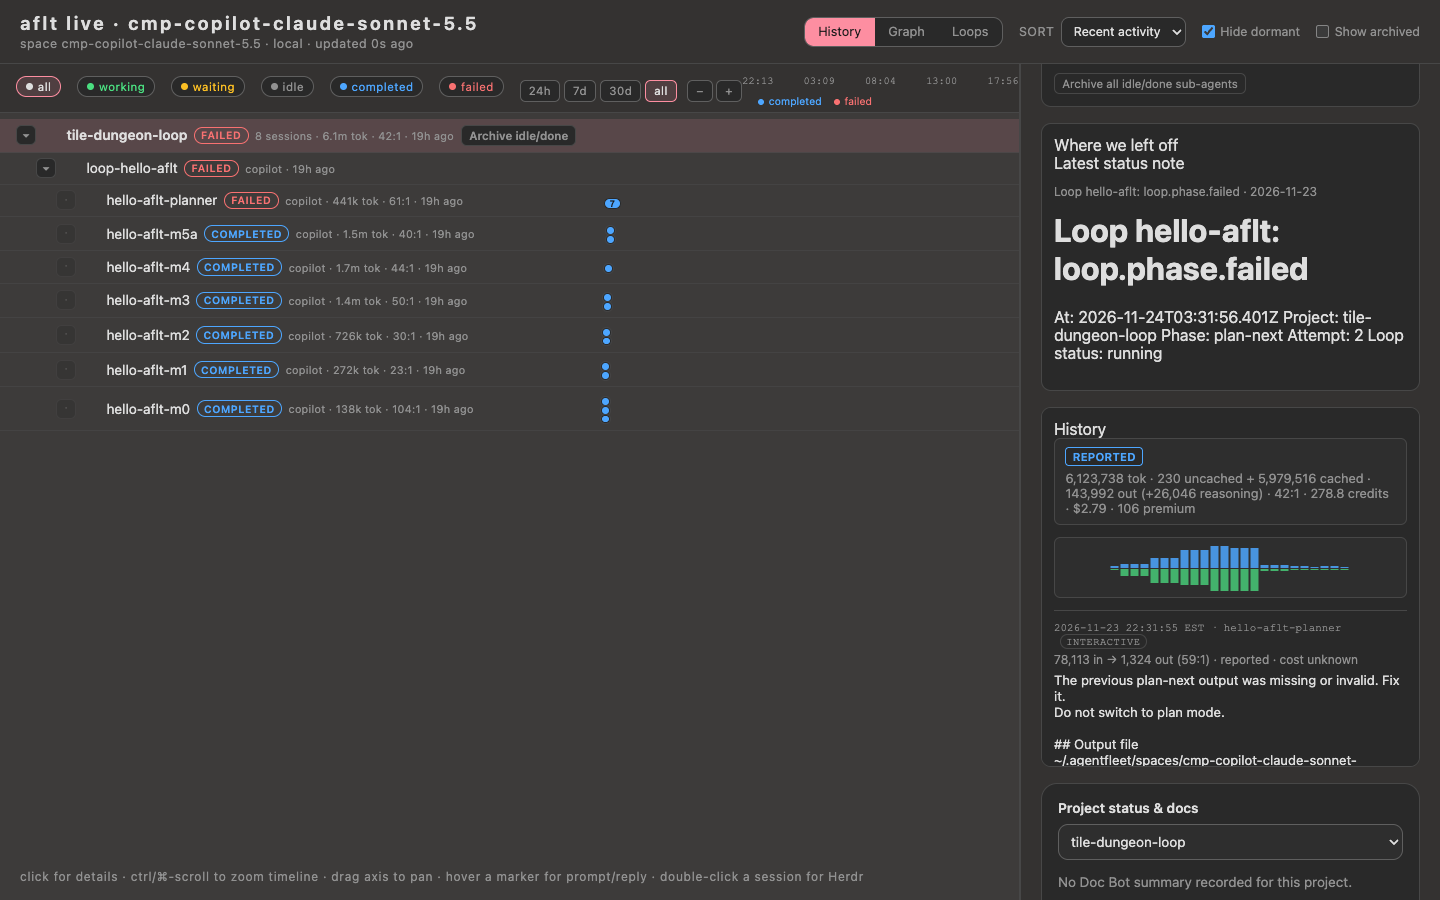 aflt live · cmp-copilot-claude-sonnet-5.5
space cmp-copilot-claude-sonnet-5.5 · local · updated 0s ago
History Graph Loops SORT Recent activity Hide dormant Show archived
all working waiting idle completed failed 24h 7d 30d all − +
22:13 03:09 08:04 13:00 17:56
completed failed
tile-dungeon-loop FAILED 8 sessions · 6.1m tok · 42:1 · 19h ago Archive idle/done
loop-hello-aflt FAILED copilot · 19h ago
hello-aflt-planner FAILED copilot · 441k tok · 61:1 · 19h ago 7
hello-aflt-m5a COMPLETED copilot · 1.5m tok · 40:1 · 19h ago
hello-aflt-m4 COMPLETED copilot · 1.7m tok · 44:1 · 19h ago
hello-aflt-m3 COMPLETED copilot · 1.4m tok · 50:1 · 19h ago
hello-aflt-m2 COMPLETED copilot · 726k tok · 30:1 · 19h ago
hello-aflt-m1 COMPLETED copilot · 272k tok · 23:1 · 19h ago
hello-aflt-m0 COMPLETED copilot · 138k tok · 104:1 · 19h ago
click for details · ctrl/⌘-scroll to zoom timeline · drag axis to pan · hover a marker for prompt/reply · double-click a session for Herdr
Archive all idle/done sub-agents
Where we left off
Latest status note
Loop hello-aflt: loop.phase.failed · 2026-11-23
Loop hello-aflt:
loop.phase.failed
At: 2026-11-24T03:31:56.401Z Project: tile-
dungeon-loop Phase: plan-next Attempt: 2 Loop
status: running
History
REPORTED
6,123,738 tok · 230 uncached + 5,979,516 cached ·
143,992 out (+26,046 reasoning) · 42:1 · 278.8 credits
· $2.79 · 106 premium
2026-11-23 22:31:55 EST · hello-aflt-planner
INTERACTIVE
78,113 in → 1,324 out (59:1) · reported · cost unknown
The previous plan-next output was missing or invalid. Fix
it.
Do not switch to plan mode.
## Output file
~/.agentfleet/spaces/cmp-copilot-claude-sonnet-
Project status & docs
tile-dungeon-loop
No Doc Bot summary recorded for this project.